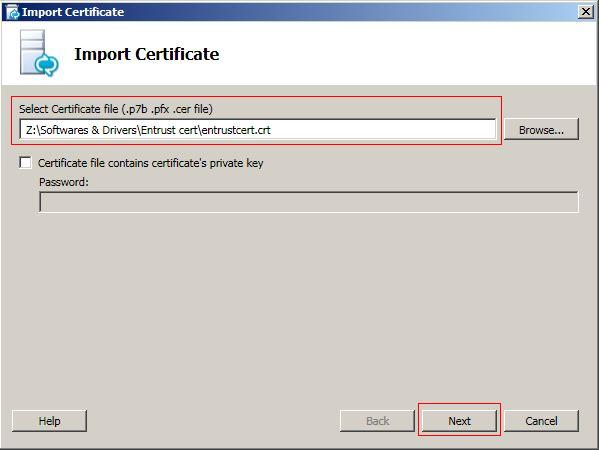 Import Certificate
Import Certificate
Select Certificate file (.p7b .pfx .cer file)
Z:\Softwares & Drivers\Entrust cert\entrustcert.crt
Browse...
Certificate file contains certificate's private key
Password:
Help
Back
Next
Cancel